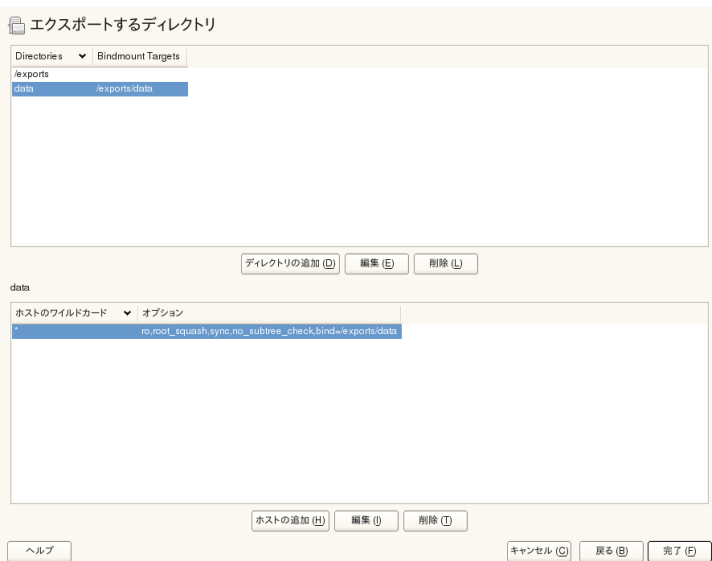 エクスポートするディレクトリ
Directories Bindmount Targets
/exports
data /exports/data
ディレクトリの追加 (D) 編集 (E) 削除 (L)
data
ホストのワイルドカード オプション
* ro,root_squash,sync,no_subtree_check,bind=/exports/data
ホストの追加 (H) 編集 (I) 削除 (T)
ヘルプ キャンセル (C) 戻る (B) 完了 (F)